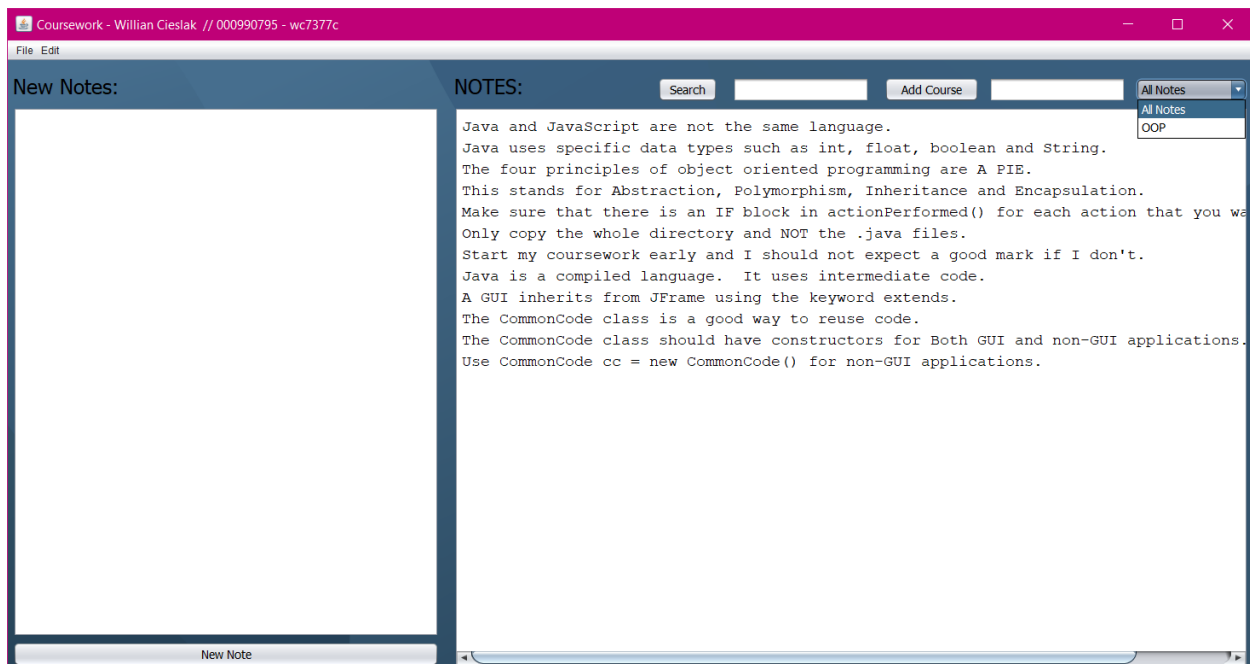 Coursework - Willian Cieslak // 000990795 - wc7377c
File Edit
New Notes:
NOTES:
Search
Add Course
All Notes
All Notes
OOP
Java and JavaScript are not the same language.
Java uses specific data types such as int, float, boolean and String.
The four principles of object oriented programming are A PIE.
This stands for Abstraction, Polymorphism, Inheritance and Encapsulation.
Make sure that there is an IF block in actionPerformed() for each action that you wa
Only copy the whole directory and NOT the .java files.
Start my coursework early and I should not expect a good mark if I don't.
Java is a compiled language.  It uses intermediate code.
A GUI inherits from JFrame using the keyword extends.
The CommonCode class is a good way to reuse code.
The CommonCode class should have constructors for Both GUI and non-GUI applications.
Use CommonCode cc = new CommonCode() for non-GUI applications.
New Note